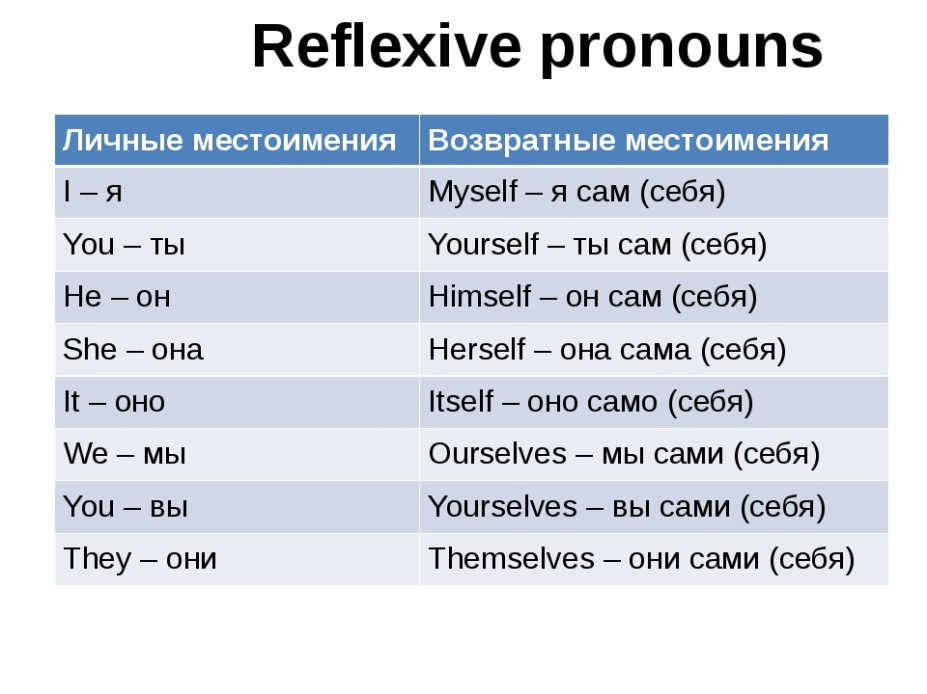 Reflexive pronouns
Личные местоимения Возвратные местоимения
I – я Myself – я сам (себя)
You – ты Yourself – ты сам (себя)
He – он Himself – он сам (себя)
She – она Herself – она сама (себя)
It – оно Itself – оно само (себя)
We – мы Ourselves – мы сами (себя)
You – вы Yourselves – вы сами (себя)
They – они Themselves – они сами (себя)